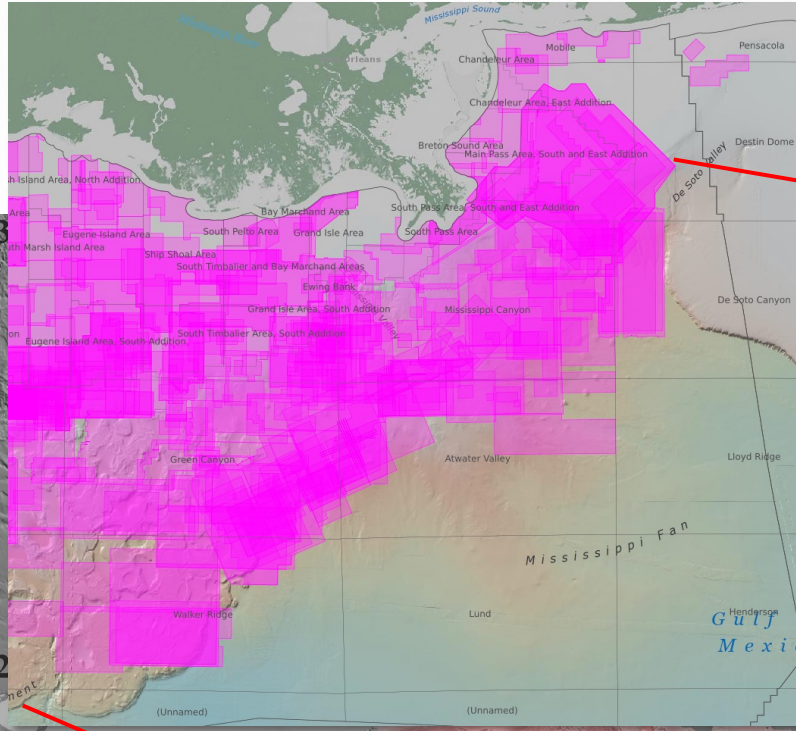 Mississippi Sound
Mobile
Pensacola
Chandeleur Area
Chandeleur Area, East Addition
Breton Sound Area
Main Pass Area, South and East Addition
Destin Dome
De Soto Valley
sh Island Area, North Addition
Area
Bay Marchand Area
South Pass Area, South and East Addition
Eugene Island Area
South Pelto Area
Grand Isle Area
South Pass Area
uth Marsh Island Area
Ship Shoal Area
South Timbalier and Bay Marchand Areas
Ewing Bank
De Soto Canyon
Grand Isle Area, South Addition
Mississippi Canyon
on
Eugene Island Area, South Addition
South Timbalier Area, South Addition
Green Canyon
Atwater Valley
Lloyd Ridge
Mississippi Fan
Walker Ridge
Lund
Henderson
Gulf
Mexi
2
ment
(Unnamed)
(Unnamed)